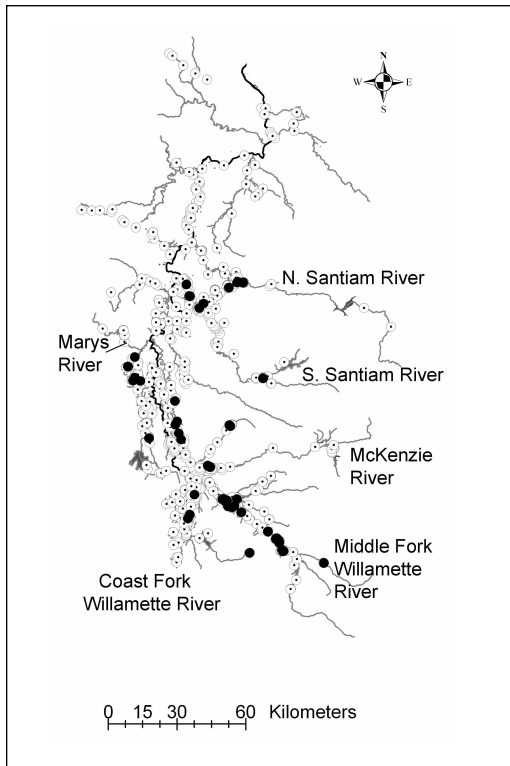 N
W E
S
N. Santiam River
Marys
River
S. Santiam River
McKenzie
River
Middle Fork
Willamette
River
Coast Fork
Willamette River
0 15 30 60 Kilometers